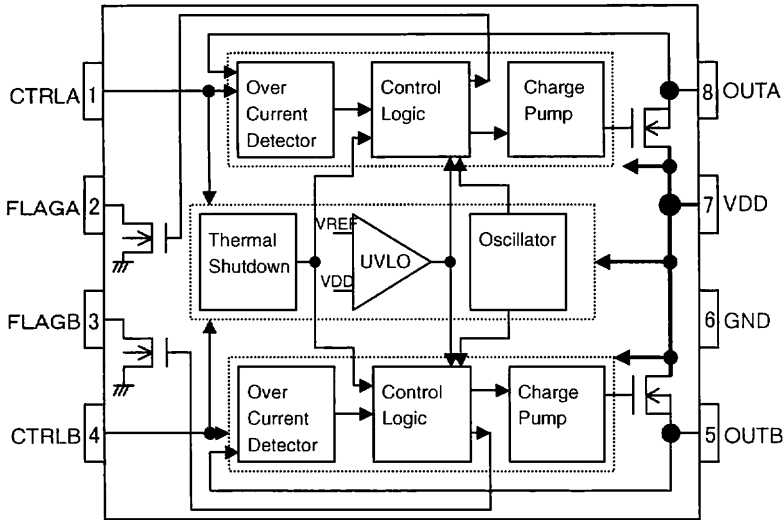 Over
Current
Detector
Control
Logic
Charge
Pump
CTRLA 1
8 OUTA
FLAGA 2
7 VDD
Thermal
Shutdown
VREF
VDD
UVLO
Oscillator
FLAGB 3
6 GND
Over
Current
Detector
Control
Logic
Charge
Pump
CTRLB 4
5 OUTB